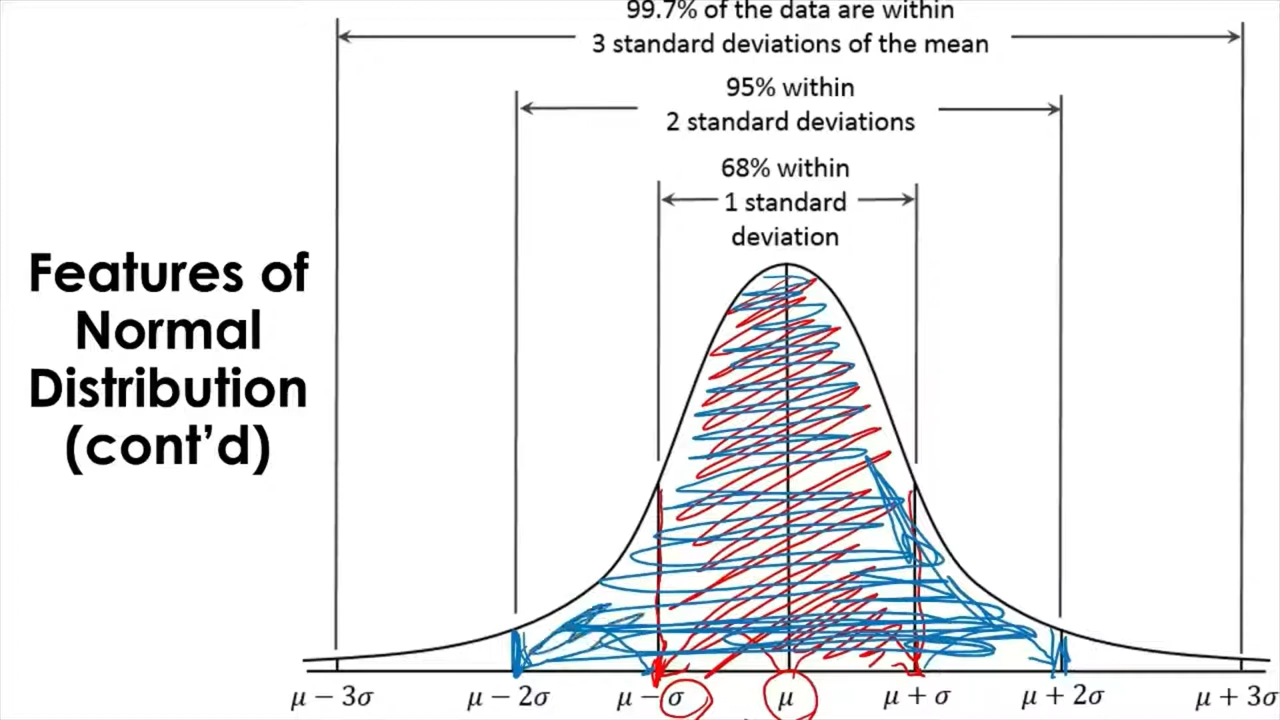 99.7% of the data are within
3 standard deviations of the mean
95% within
2 standard deviations
68% within
1 standard
deviation
Features of
Normal
Distribution
(cont’d)
μ − 3σ
μ − 2σ
μ − σ
μ
μ + σ
μ + 2σ
μ + 3σ